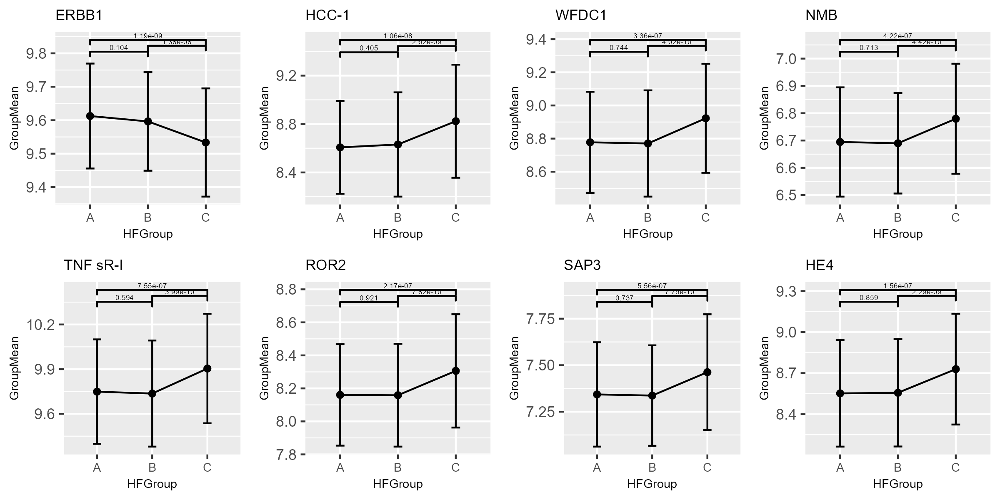 ERBB1
1.19e-09
1.38e-08
0.104
9.8
9.7
9.6
9.5
9.4
GroupMean
A B C
HFGroup
HCC-1
1.06e-08
2.62e-09
0.405
9.2
8.8
8.4
GroupMean
A B C
HFGroup
WFDC1
3.36e-07
4.02e-10
0.744
9.4
9.2
9.0
8.8
8.6
GroupMean
A B C
HFGroup
NMB
4.22e-07
4.42e-10
0.713
7.0
6.9
6.8
6.7
6.6
6.5
GroupMean
A B C
HFGroup
TNF sR-I
7.55e-07
3.99e-10
0.594
10.2
9.9
9.6
GroupMean
A B C
HFGroup
ROR2
2.17e-07
7.82e-10
0.921
8.8
8.6
8.4
8.2
8.0
7.8
GroupMean
A B C
HFGroup
SAP3
5.56e-07
7.75e-10
0.737
7.75
7.50
7.25
GroupMean
A B C
HFGroup
HE4
1.56e-07
2.29e-09
0.859
9.3
9.0
8.7
8.4
GroupMean
A B C
HFGroup